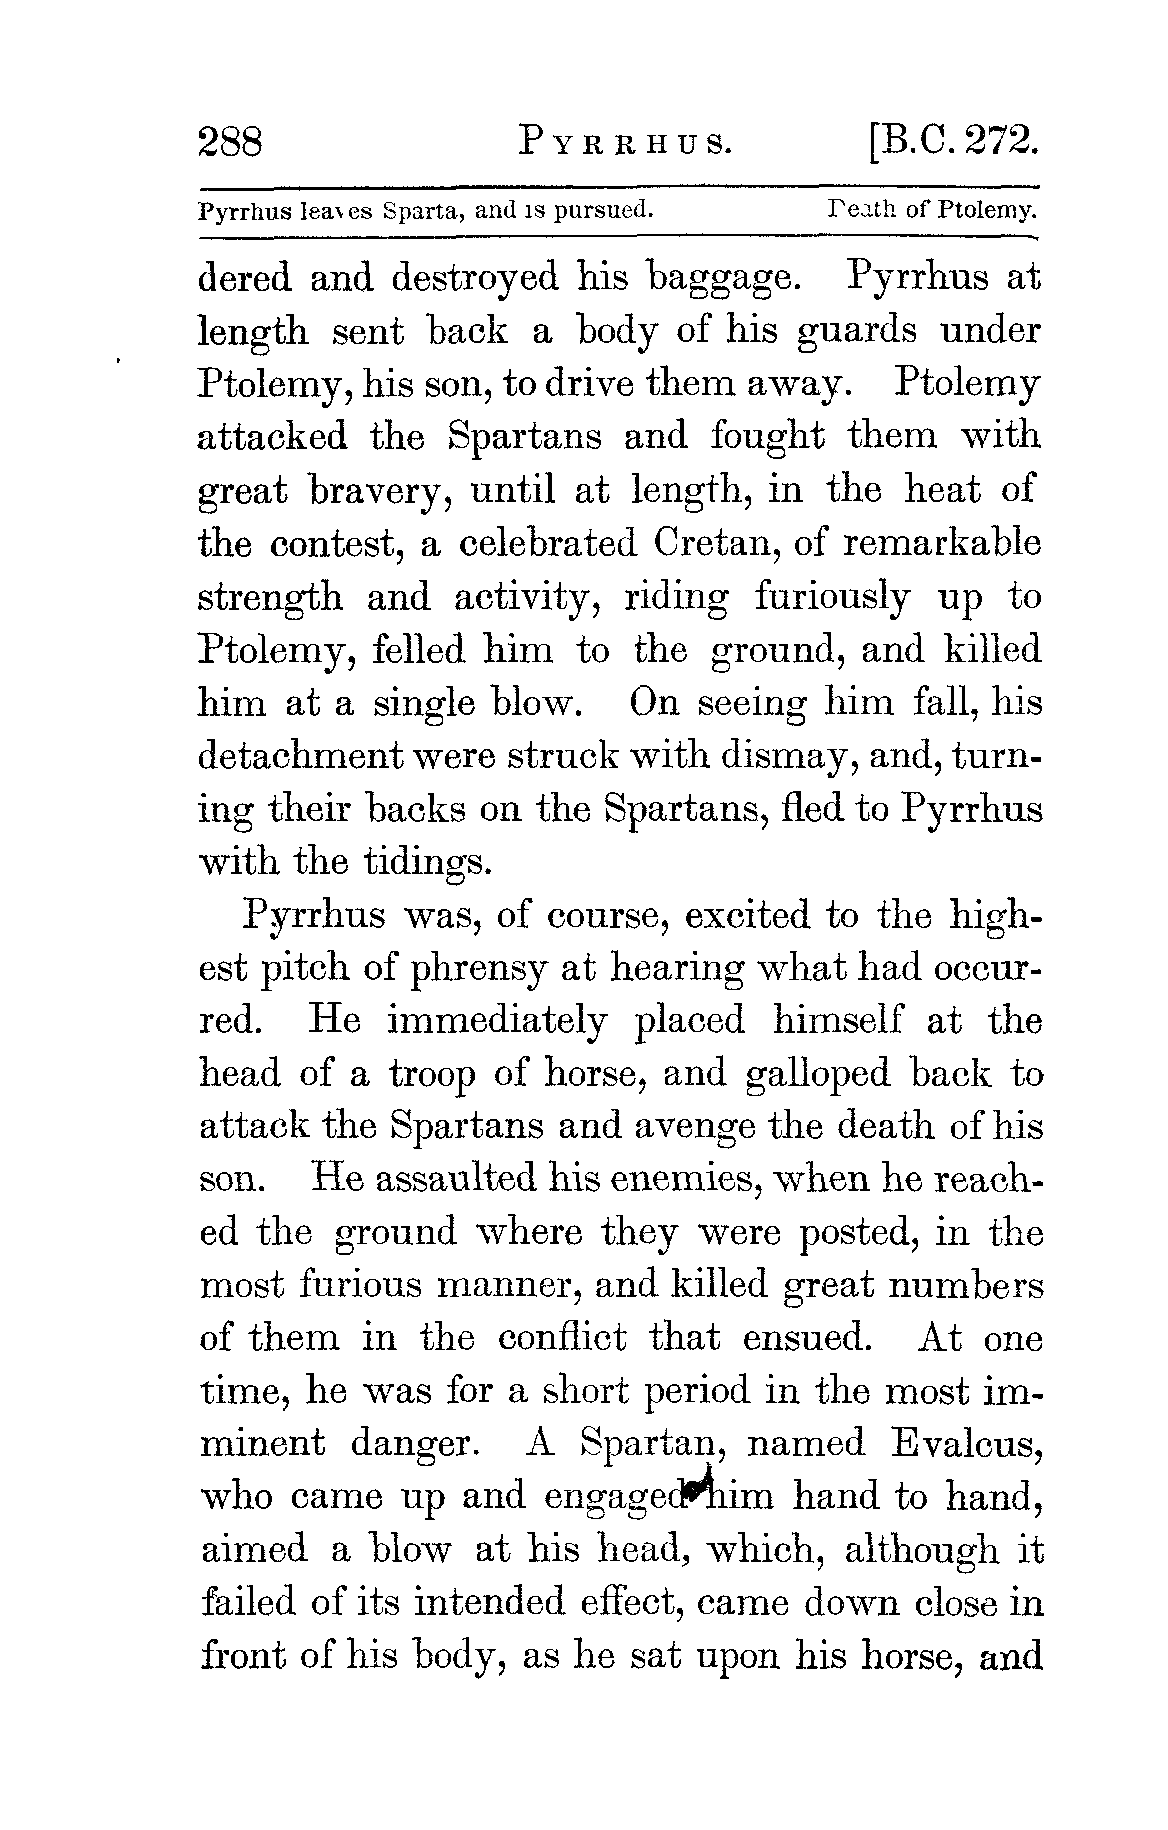 288 PYRRHUS. [B.C. 272.
Pyrrhus leaves Sparta, and is pursued. Death of Ptolemy.
dered and destroyed his baggage. Pyrrhus at
length sent back a body of his guards under
Ptolemy, his son, to drive them away. Ptolemy
attacked the Spartans and fought them with
great bravery, until at length, in the heat of
the contest, a celebrated Cretan, of remarkable
strength and activity, riding furiously up to
Ptolemy, felled him to the ground, and killed
him at a single blow. On seeing him fall, his
detachment were struck with dismay, and, turn-
ing their backs on the Spartans, fled to Pyrrhus
with the tidings.
Pyrrhus was, of course, excited to the high-
est pitch of phrensy at hearing what had occur-
red. He immediately placed himself at the
head of a troop of horse, and galloped back to
attack the Spartans and avenge the death of his
son. He assaulted his enemies, when he reach-
ed the ground where they were posted, in the
most furious manner, and killed great numbers
of them in the conflict that ensued. At one
time, he was for a short period in the most im-
minent danger. A Spartan, named Evalcus,
who came up and engaged him hand to hand,
aimed a blow at his head, which, although it
failed of its intended effect, came down close in
front of his body, as he sat upon his horse, and